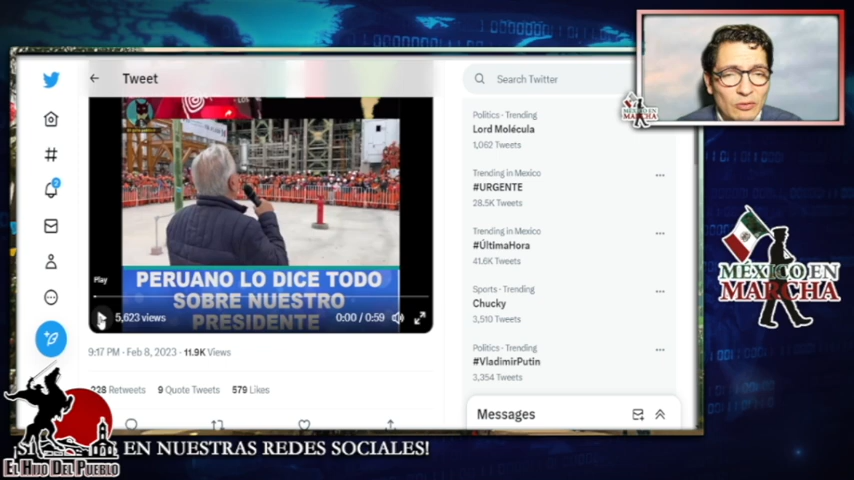 Tweet
Search Twitter
Play
PERUANO LO DICE TODO
SOBRE NUESTRO
PRESIDENTE
5,623 views
0:00 / 0:59
9:17 PM · Feb 8, 2023 · 11.9K Views
228 Retweets 9 Quote Tweets 579 Likes
Politics · Trending
Lord Molécula
1,062 Tweets
Trending in Mexico
#URGENTE
28.5K Tweets
Trending in Mexico
#ÚltimaHora
41.6K Tweets
Sports · Trending
Chucky
3,510 Tweets
Politics · Trending
#VladimirPutin
3,354 Tweets
Messages
MÉXICO EN
MARCHA
MÉXICO EN
MARCHA
EN NUESTRAS REDES SOCIALES!
EL HIJO DEL PUEBLO